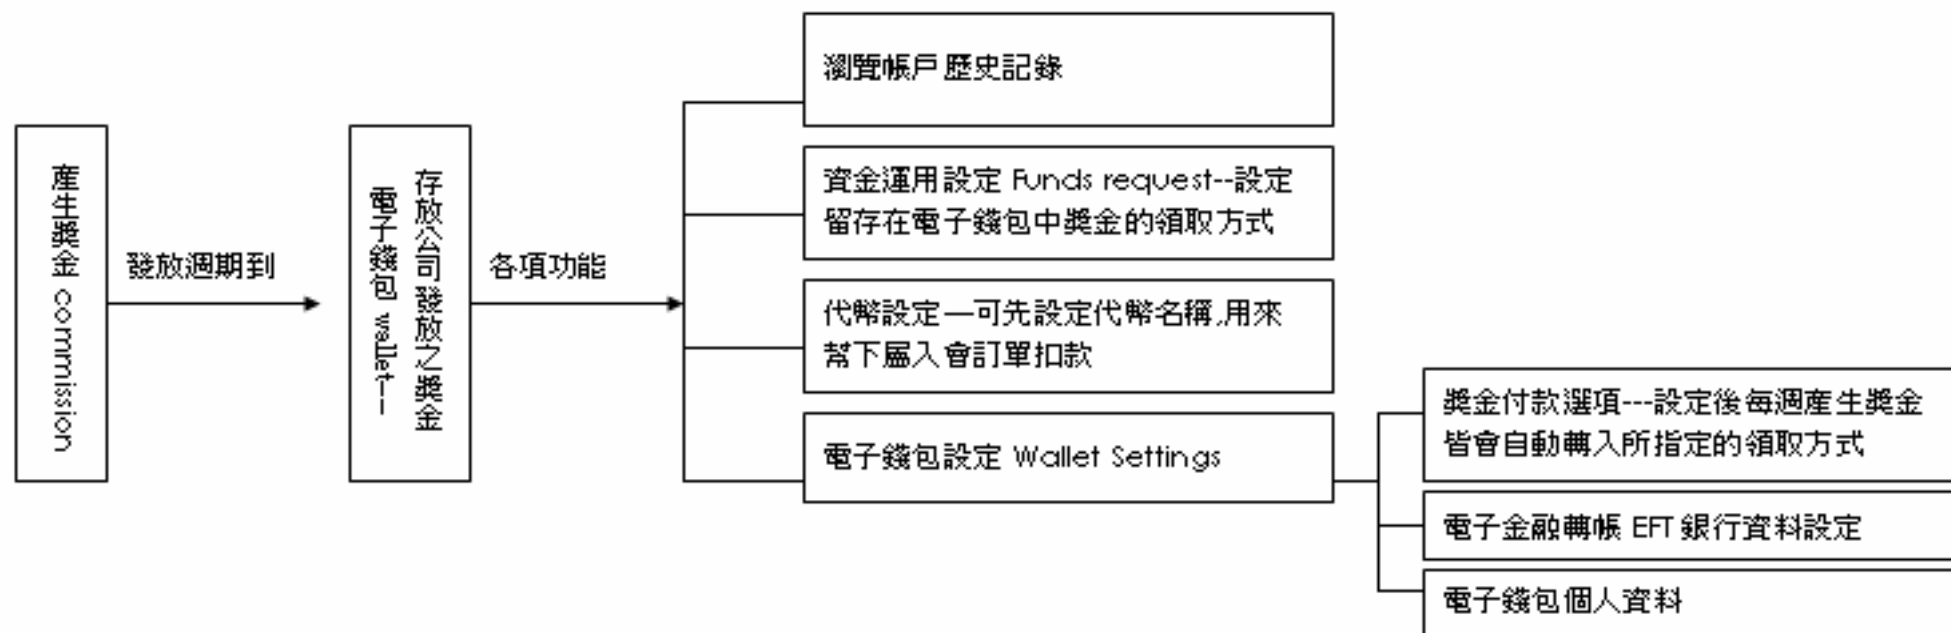 產生獎金 commission
發放週期到
存放公司發放之獎金
電子錢包 wallet---
各項功能
瀏覽帳戶歷史記錄
資金運用設定 Funds request--設定
留存在電子錢包中獎金的領取方式
代幣設定—可先設定代幣名稱,用來
幫下屬入會訂單扣款
電子錢包設定 Wallet Settings
獎金付款選項---設定後每週產生獎金
皆會自動轉入所指定的領取方式
電子金融轉帳 EFT 銀行資料設定
電子錢包個人資料